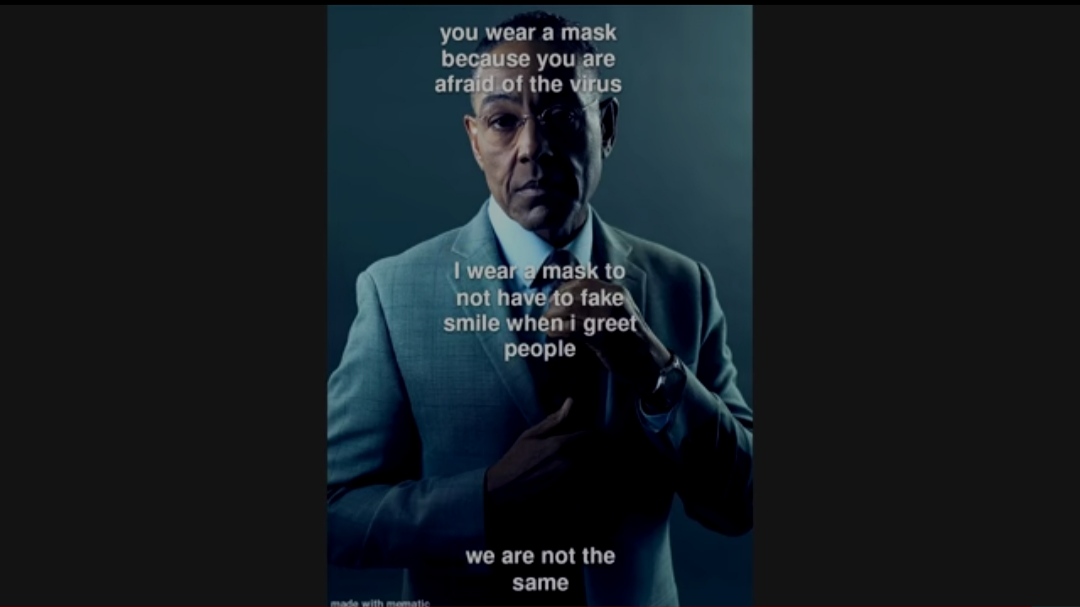 you wear a mask
because you are
afraid of the virus
I wear a mask to
not have to fake
smile when i greet
people
we are not the
same
made with mematic